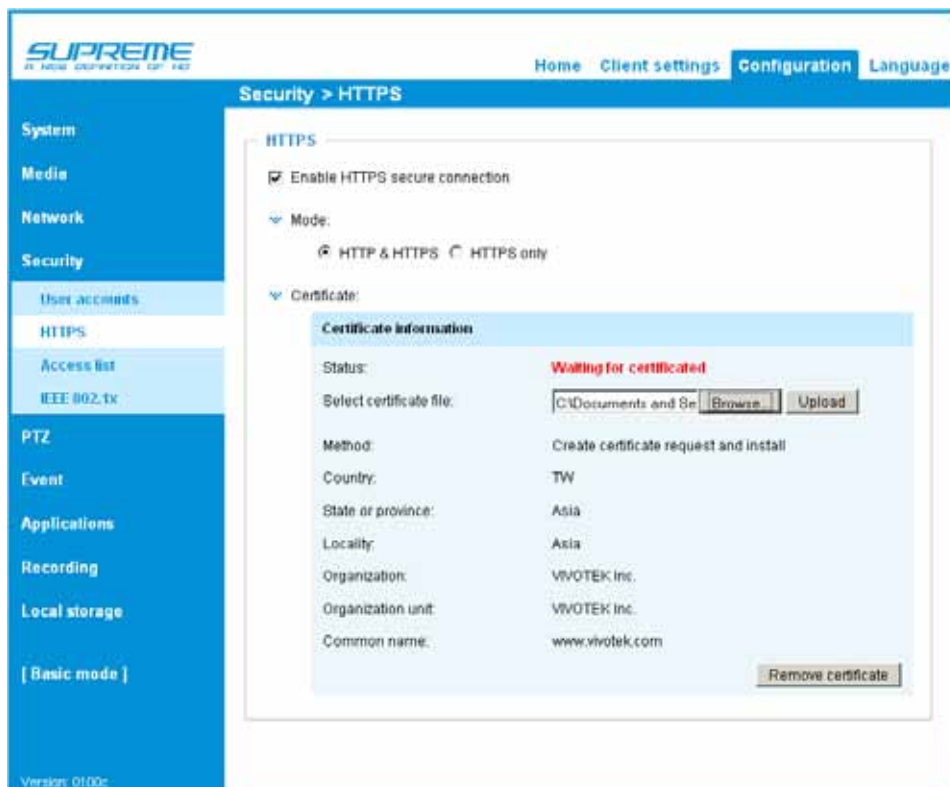 SUPREME
A NEW DEFINITION OF HD
Home Client settings Configuration Language
Security > HTTPS
System
Media
Network
Security
User accounts
HTTPS
Access list
IEEE 802.1x
PTZ
Event
Applications
Recording
Local storage
[ Basic mode ]
Version: 0100c
HTTPS
Enable HTTPS secure connection
Mode:
HTTP & HTTPS HTTPS only
Certificate:
Certificate information
Status: Waiting for certificated
Select certificate file: C:\Documents and Se Browse... Upload
Method: Create certificate request and install
Country: TW
State or province: Asia
Locality: Asia
Organization: VIVOTEK Inc.
Organization unit: VIVOTEK Inc.
Common name: www.vivotek.com
Remove certificate